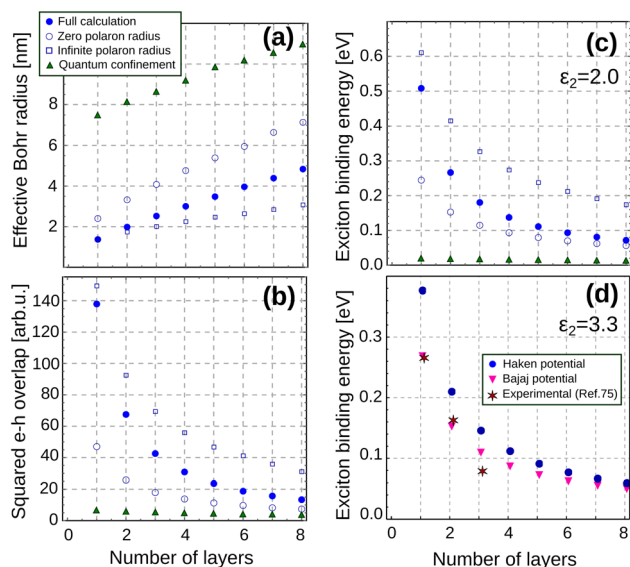 Full calculation
Zero polaron radius
Infinite polaron radius
Quantum confinement
(a)
Effective Bohr radius [nm]
8
6
4
2
(b)
Squared e-h overlap [arb.u.]
140
120
100
80
60
40
20
0
0 2 4 6 8
Number of layers
(c)
ε2=2.0
Exciton binding energy [eV]
0.6
0.5
0.4
0.3
0.2
0.1
0.0
(d)
ε2=3.3
Haken potential
Bajaj potential
Experimental (Ref.75)
Exciton binding energy [eV]
0.3
0.2
0.1
0.0
0 2 4 6 8
Number of layers